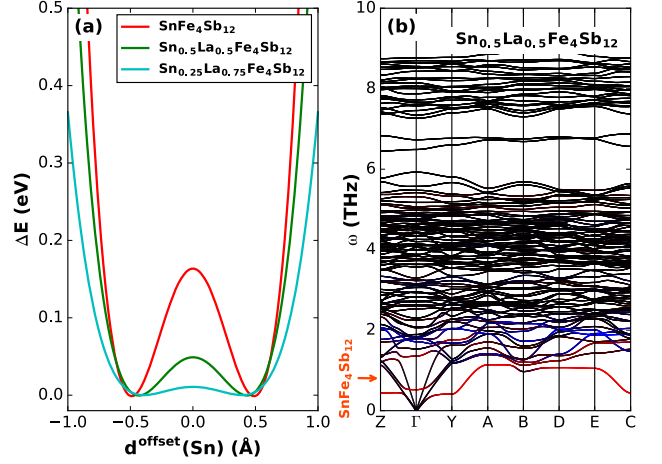 (a)
SnFe₄Sb₁₂
Sn₀.₅La₀.₅Fe₄Sb₁₂
Sn₀.₂₅La₀.₇₅Fe₄Sb₁₂
0.5
0.4
0.3
0.2
0.1
0.0
ΔE (eV)
−1.0 −0.5 0.0 0.5 1.0
d^offset(Sn) (Å)
(b)
Sn₀.₅La₀.₅Fe₄Sb₁₂
10
8
6
4
2
0
ω (THz)
SnFe₄Sb₁₂
Z Γ Y A B D E C